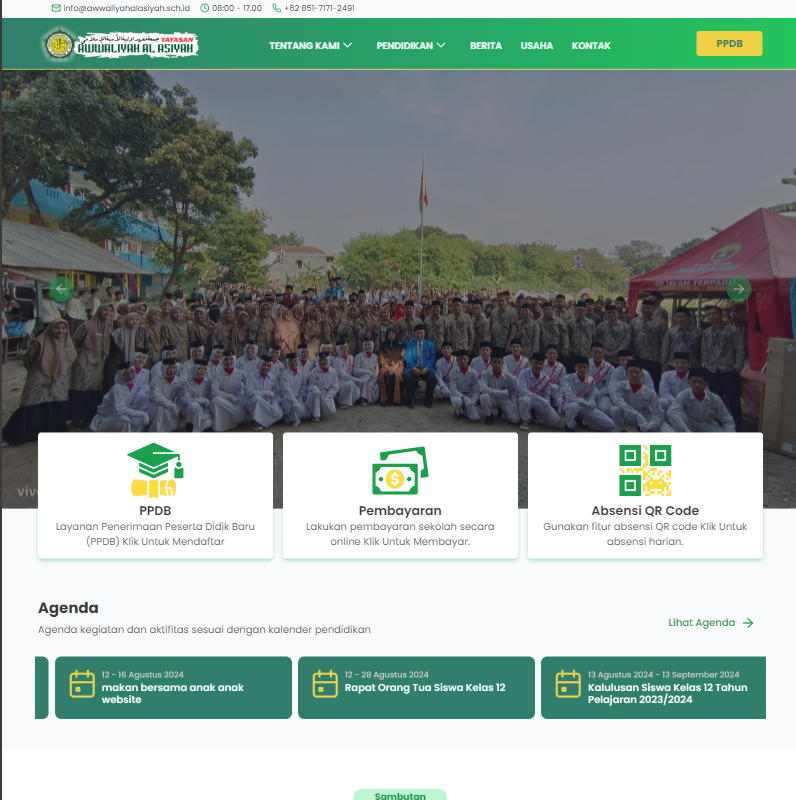 info@awwaliyahalasiyah.sch.id 08:00 - 17.00 +62 851-7171-2491
YAYASAN
AWWALIYAH AL ASIYAH
TENTANG KAMI PENDIDIKAN BERITA USAHA KONTAK PPDB
PPDB
Layanan Penerimaan Peserta Didik Baru
(PPDB) Klik Untuk Mendaftar
Pembayaran
Lakukan pembayaran sekolah secara
online Klik Untuk Membayar.
Absensi QR Code
Gunakan fitur absensi QR code Klik Untuk
absensi harian.
Agenda
Agenda kegiatan dan aktifitas sesuai dengan kalender pendidikan
Lihat Agenda
12 - 16 Agustus 2024
makan bersama anak anak
website
12 - 28 Agustus 2024
Rapat Orang Tua Siswa Kelas 12
13 Agustus 2024 - 13 September 2024
Kalulusan Siswa Kelas 12 Tahun
Pelajaran 2023/2024
Sambutan